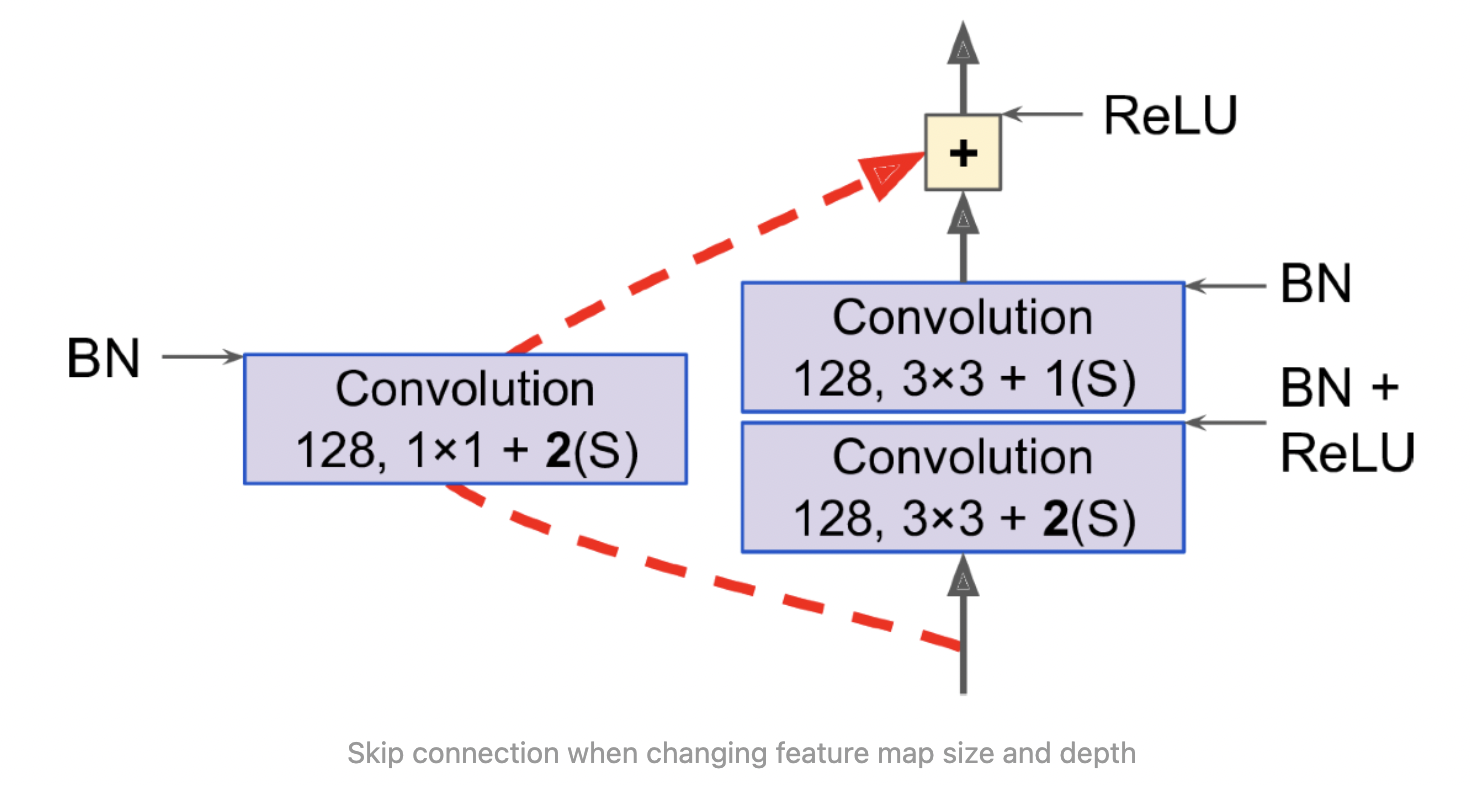 +
ReLU
BN
Convolution
128, 3×3 + 1(S)
BN
Convolution
128, 1×1 + 2(S)
BN +
ReLU
Convolution
128, 3×3 + 2(S)
Skip connection when changing feature map size and depth